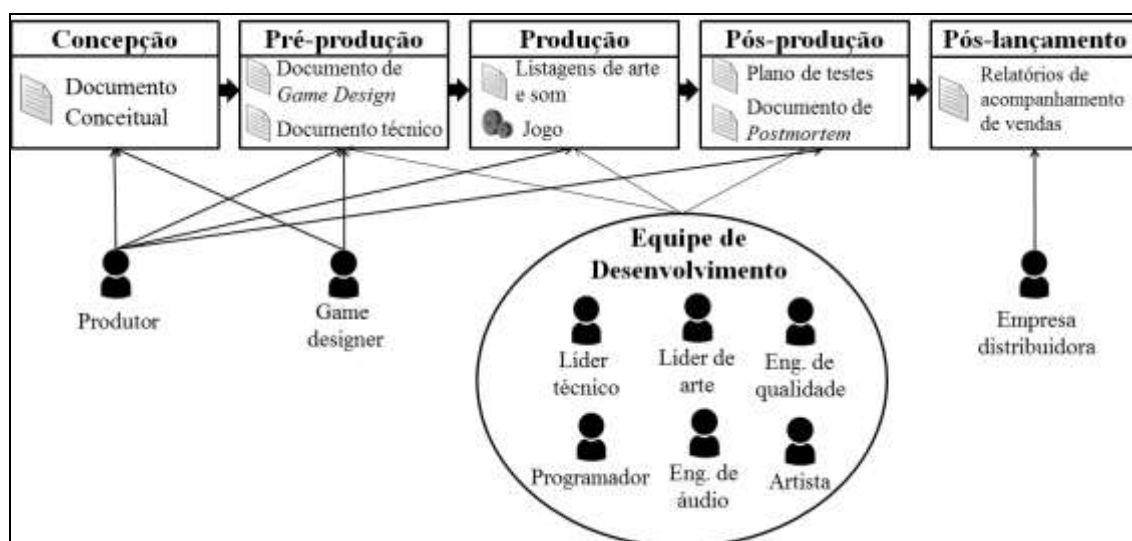 Concepção
Documento
Conceitual
Pré-produção
Documento de
Game Design
Documento técnico
Produção
Listagens de arte
e som
Jogo
Pós-produção
Plano de testes
Documento de
Postmortem
Pós-lançamento
Relatórios de
acompanhamento
de vendas
Produtor
Game
designer
Equipe de
Desenvolvimento
Líder
técnico
Líder de
arte
Eng. de
qualidade
Programador
Eng. de
áudio
Artista
Empresa
distribuidora